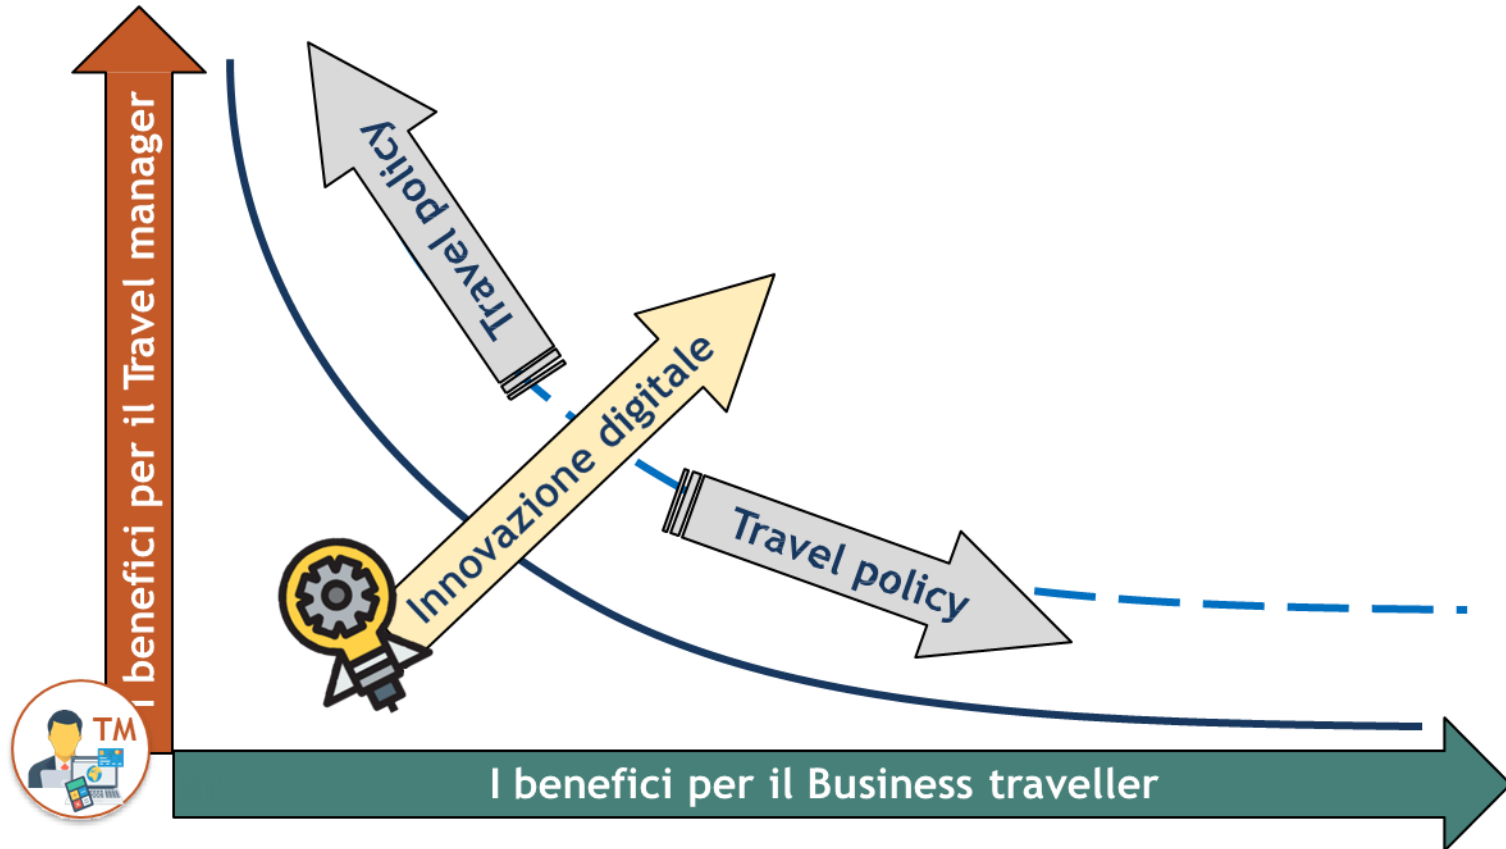 I benefici per il Travel manager
Travel policy
Innovazione digitale
Travel policy
TM
I benefici per il Business traveller